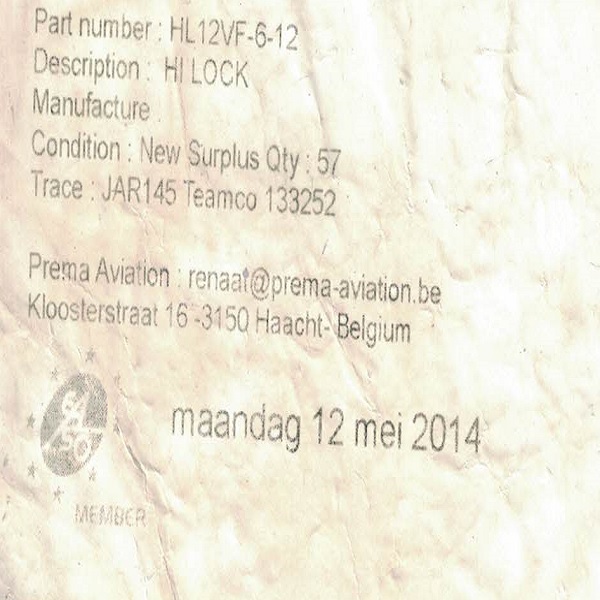 Part number : HL12VF-6-12
Description : HI LOCK
Manufacture :
Condition : New Surplus Qty : 57
Trace : JAR145 Teamco 133252
Prema Aviation : renaat@prema-aviation.be
Kloosterstraat 16 -3150 Haacht- Belgium
maandag 12 mei 2014
MEMBER